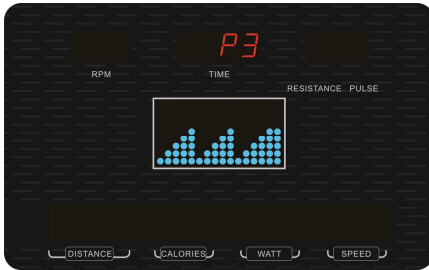 P3
RPM
TIME
RESISTANCE PULSE
DISTANCE
CALORIES
WATT
SPEED